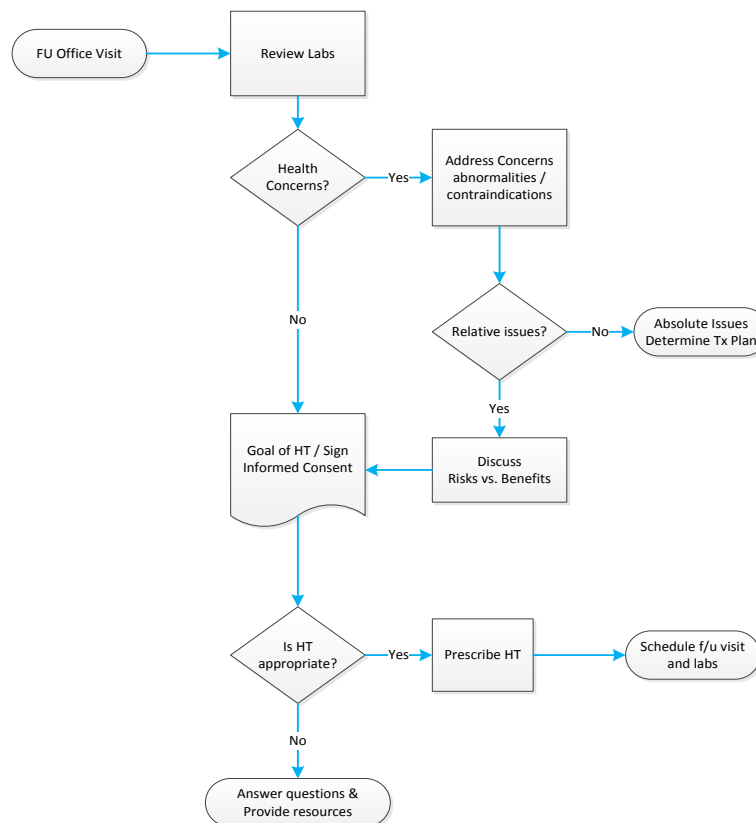 FU Office Visit
Review Labs
Health
Concerns?
Yes
Address Concerns
abnormalities /
contraindications
No
Relative issues?
No
Absolute Issues
Determine Tx Plan
Yes
Goal of HT / Sign
Informed Consent
Discuss
Risks vs. Benefits
Is HT
appropriate?
Yes
Prescribe HT
Schedule f/u visit
and labs
No
Answer questions &
Provide resources